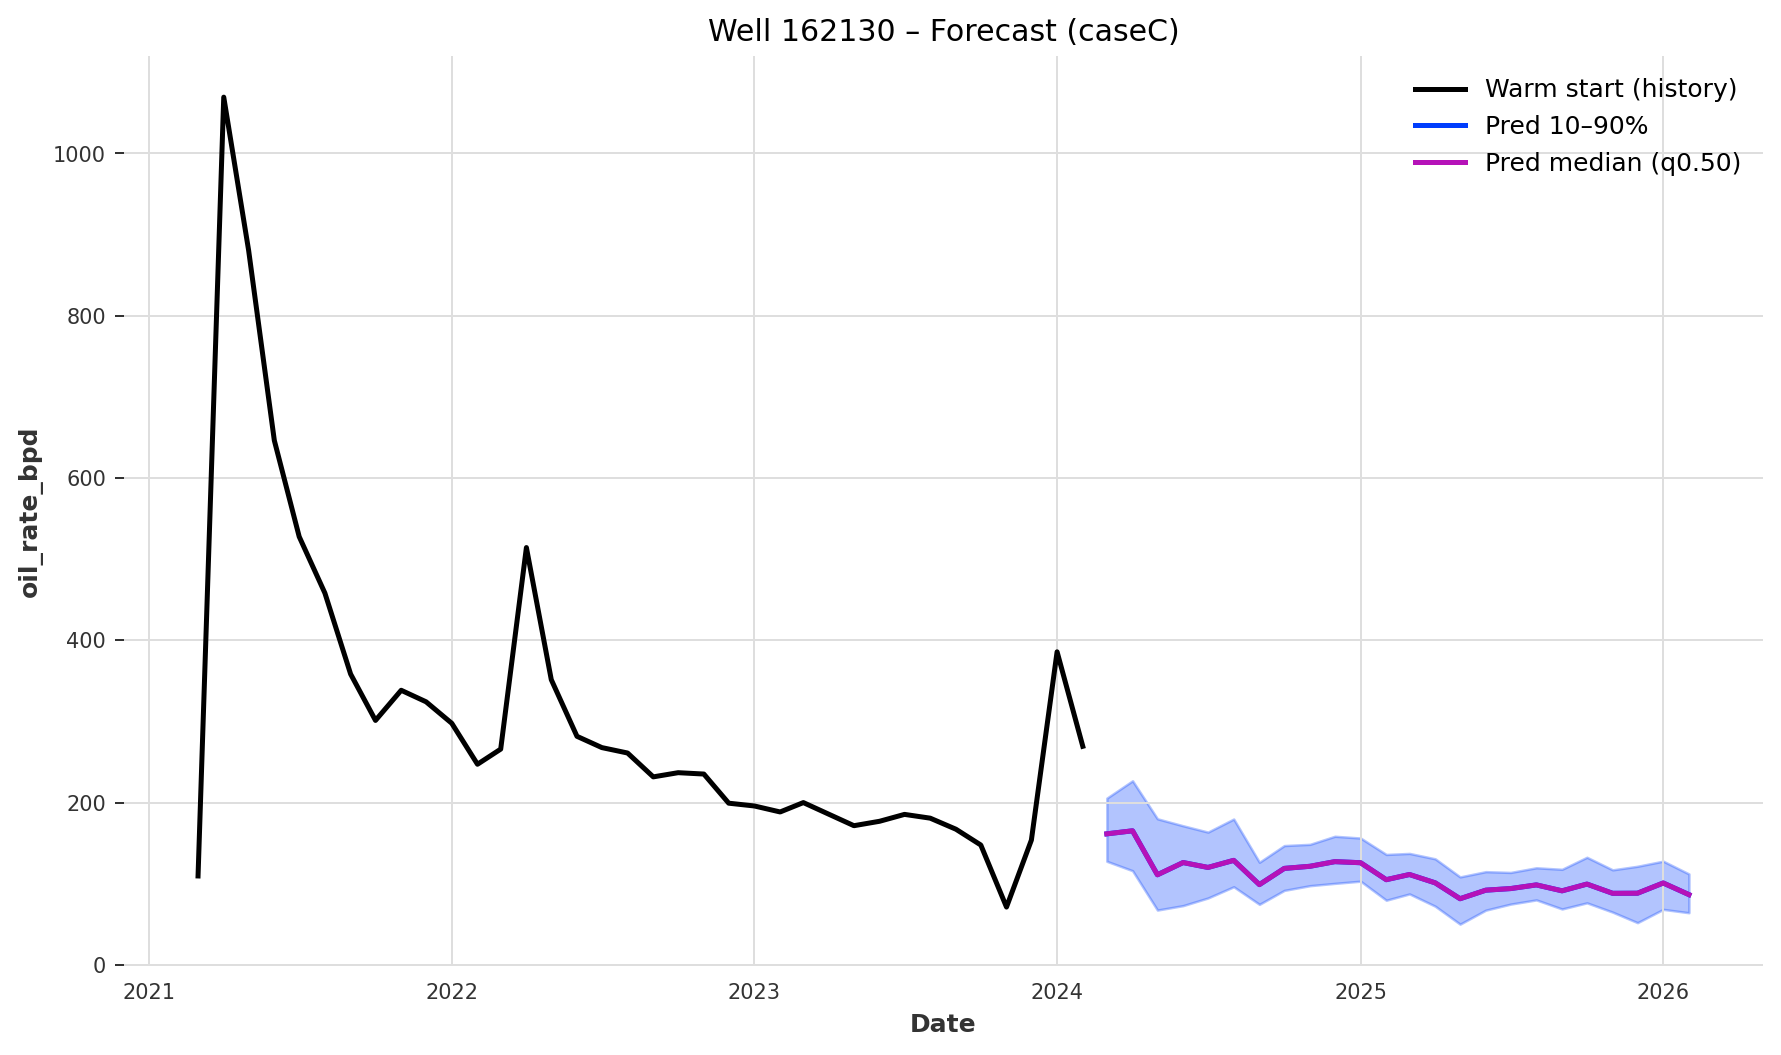 Well 162130 – Forecast (caseC)
Warm start (history)
Pred 10–90%
Pred median (q0.50)
oil_rate_bpd
1000
800
600
400
200
0
2021 2022 2023 2024 2025 2026
Date